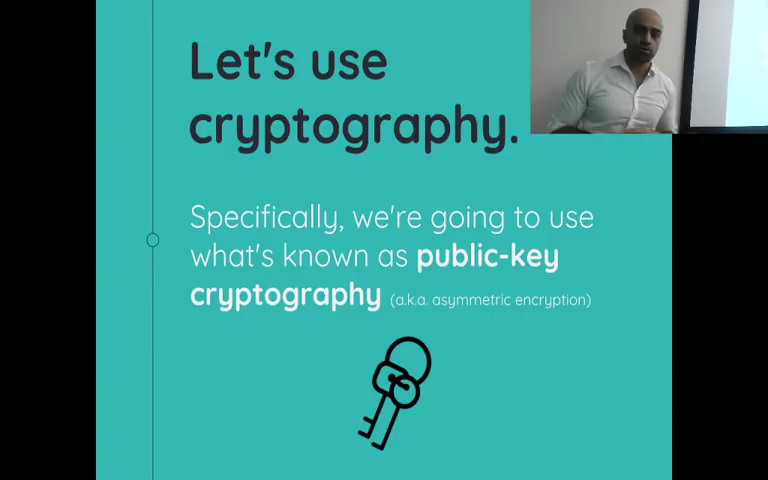 Let's use
cryptography.
Specifically, we're going to use
what's known as public-key
cryptography (a.k.a. asymmetric encryption)